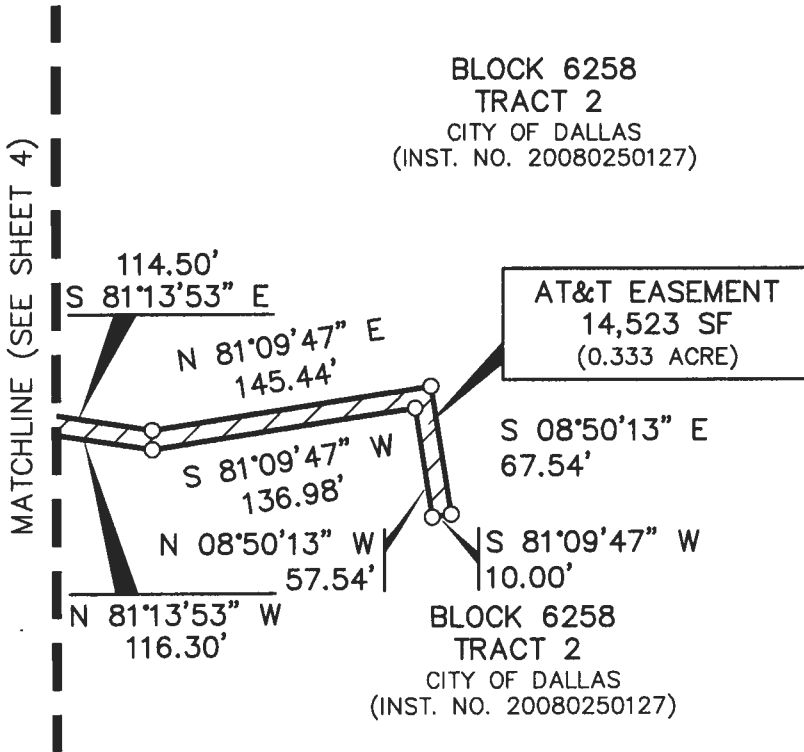 BLOCK 6258
TRACT 2
CITY OF DALLAS
(INST. NO. 20080250127)
MATCHLINE (SEE SHEET 4)
114.50'
S 81°13'53" E
N 81°09'47" E
145.44'
AT&T EASEMENT
14,523 SF
(0.333 ACRE)
S 08°50'13" E
67.54'
S 81°09'47" W
136.98'
N 08°50'13" W
57.54'
S 81°09'47" W
10.00'
N 81°13'53" W
116.30'
BLOCK 6258
TRACT 2
CITY OF DALLAS
(INST. NO. 20080250127)